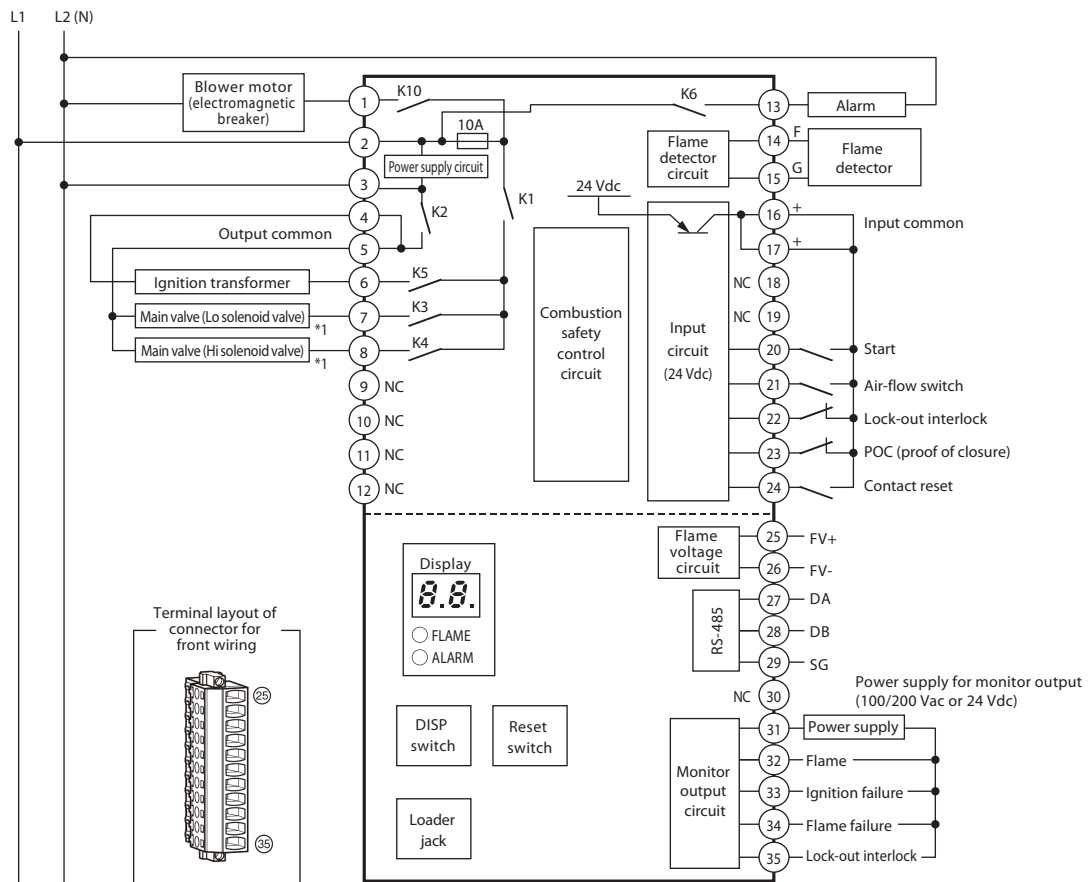 L1
L2 (N)
Blower motor
(electromagnetic
breaker)
1
K10
K6
13
Alarm
2
10A
Power supply circuit
Flame
detector
circuit
14
F
15
G
Flame
detector
3
24 Vdc
K2
K1
4
5
Output common
16
+
17
+
Input common
Ignition transformer
6
K5
NC
18
Main valve (Lo solenoid valve)
*1
7
K3
NC
19
Main valve (Hi solenoid valve)
*1
8
K4
Combustion
safety
control
circuit
Input
circuit
(24 Vdc)
20
Start
9
NC
21
Air-flow switch
10
NC
22
Lock-out interlock
11
NC
23
POC (proof of closure)
12
NC
24
Contact reset
Display
8.8.
FLAME
ALARM
Flame
voltage
circuit
25
FV+
26
FV-
RS-485
27
DA
28
DB
29
SG
NC
30
Terminal layout of
connector for
front wiring
25
35
DISP
switch
Reset
switch
Loader
jack
Power supply for monitor output
(100/200 Vac or 24 Vdc)
Monitor
output
circuit
31
Power supply
32
Flame
33
Ignition failure
34
Flame failure
35
Lock-out interlock